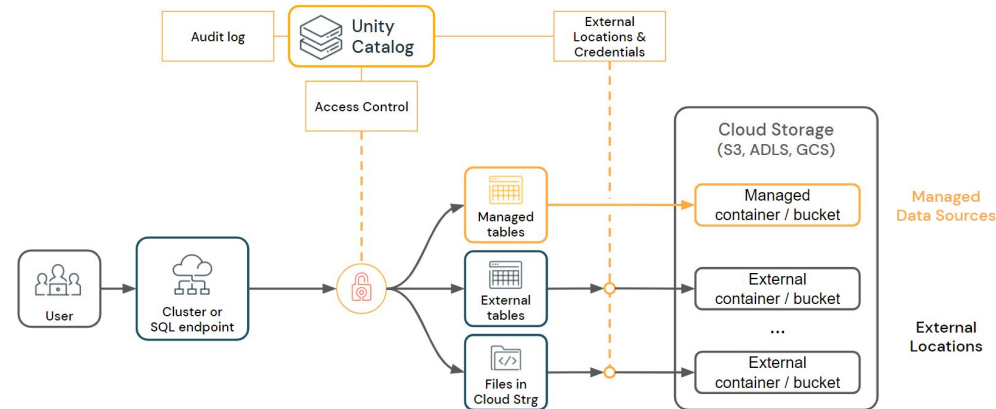 Audit log
Unity
Catalog
External
Locations &
Credentials
Access Control
Cloud Storage
(S3, ADLS, GCS)
Managed
tables
Managed
container / bucket
Managed
Data Sources
User
Cluster or
SQL endpoint
External
tables
External
container / bucket
...
External
Locations
Files in
Cloud Strg
External
container / bucket